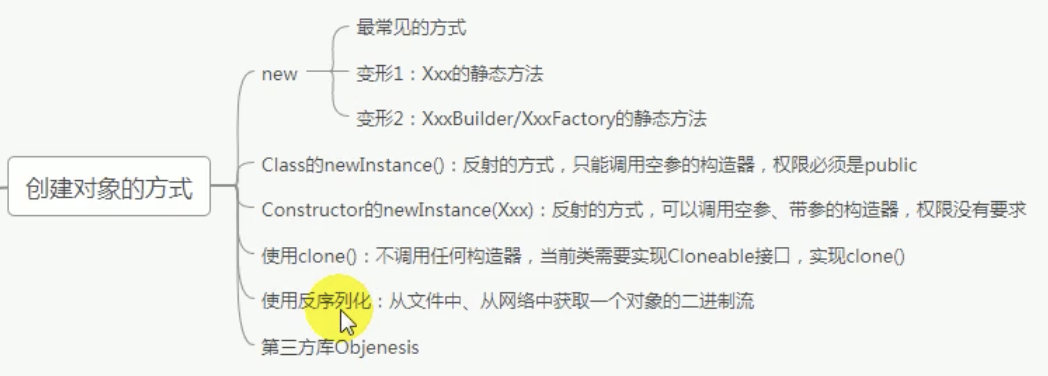 创建对象的方式
new
最常见的方式
变形1：Xxx的静态方法
变形2：XxxBuilder/XxxFactory的静态方法
Class的newInstance()：反射的方式，只能调用空参的构造器，权限必须是public
Constructor的newInstance(Xxx)：反射的方式，可以调用空参、带参的构造器，权限没有要求
使用clone()：不调用任何构造器，当前类需要实现Cloneable接口，实现clone()
使用反序列化：从文件中、从网络中获取一个对象的二进制流
第三方库Objenesis